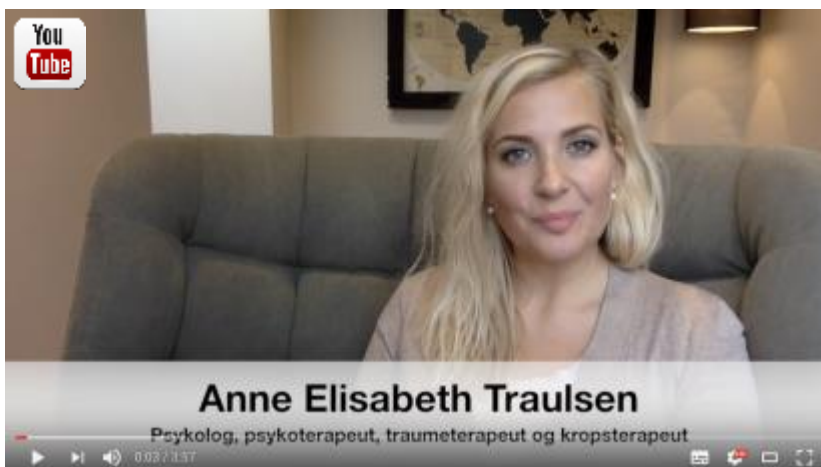 You
Tube
Anne Elisabeth Traulsen
Psykolog, psykoterapeut, traumeterapeut og kropsterapeut
0:03 / 3:57